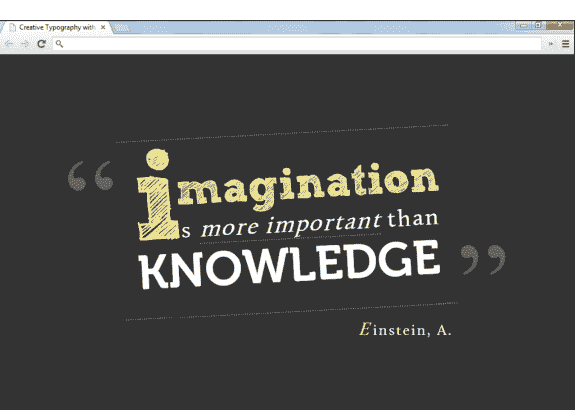 Creative Typography with
“imagination
is more important than
KNOWLEDGE”
Einstein, A.